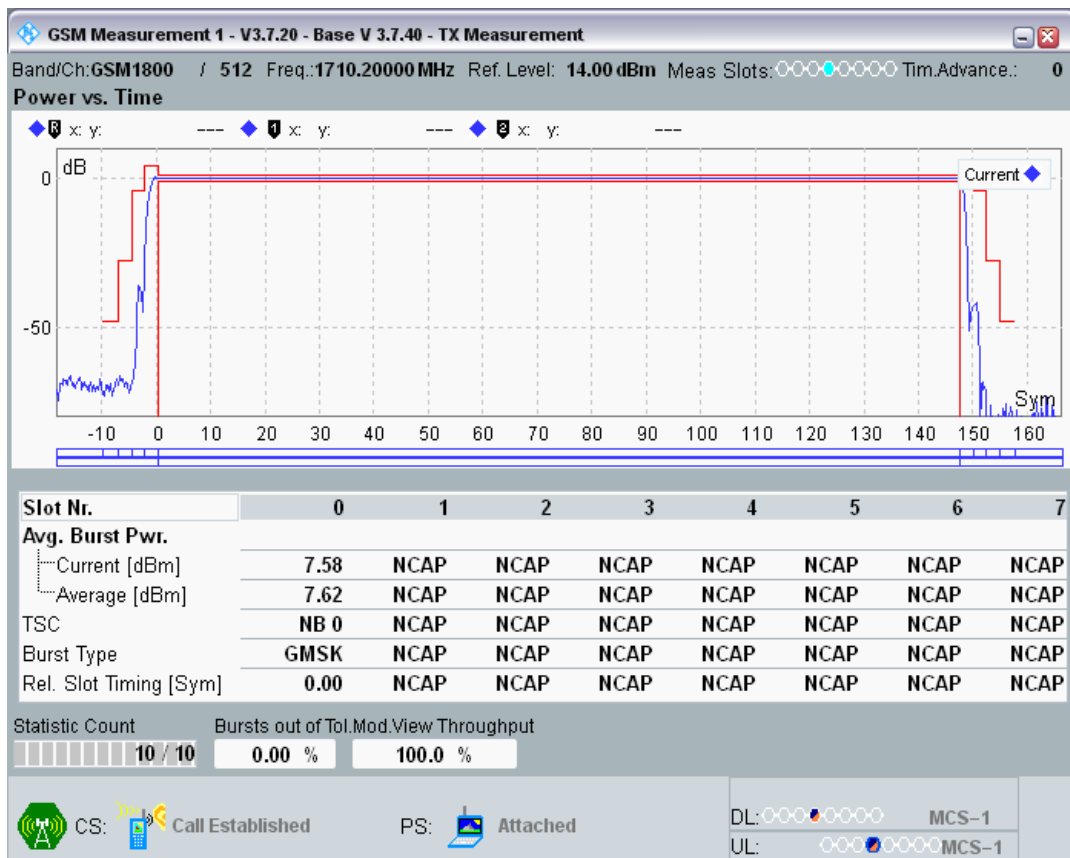 GSM Measurement 1 - V3.7.20 - Base V 3.7.40 - TX Measurement
Band/Ch:GSM1800 / 512 Freq.:1710.20000 MHz Ref. Level: 14.00 dBm Meas Slots: Tim.Advance.: 0
Power vs. Time
R x: y: --- 1 x: y: --- 2 x: y: ---
dB
Current
0
-50
Sym
-10 0 10 20 30 40 50 60 70 80 90 100 110 120 130 140 150 160
Slot Nr. 0 1 2 3 4 5 6 7
Avg. Burst Pwr.
Current [dBm] 7.58 NCAP NCAP NCAP NCAP NCAP NCAP NCAP
Average [dBm] 7.62 NCAP NCAP NCAP NCAP NCAP NCAP NCAP
TSC NB 0 NCAP NCAP NCAP NCAP NCAP NCAP NCAP
Burst Type GMSK NCAP NCAP NCAP NCAP NCAP NCAP NCAP
Rel. Slot Timing [Sym] 0.00 NCAP NCAP NCAP NCAP NCAP NCAP NCAP
Statistic Count Bursts out of Tol. Mod.View Throughput
10 / 10 0.00 % 100.0 %
CS: Call Established PS: Attached
DL: MCS-1
UL: MCS-1